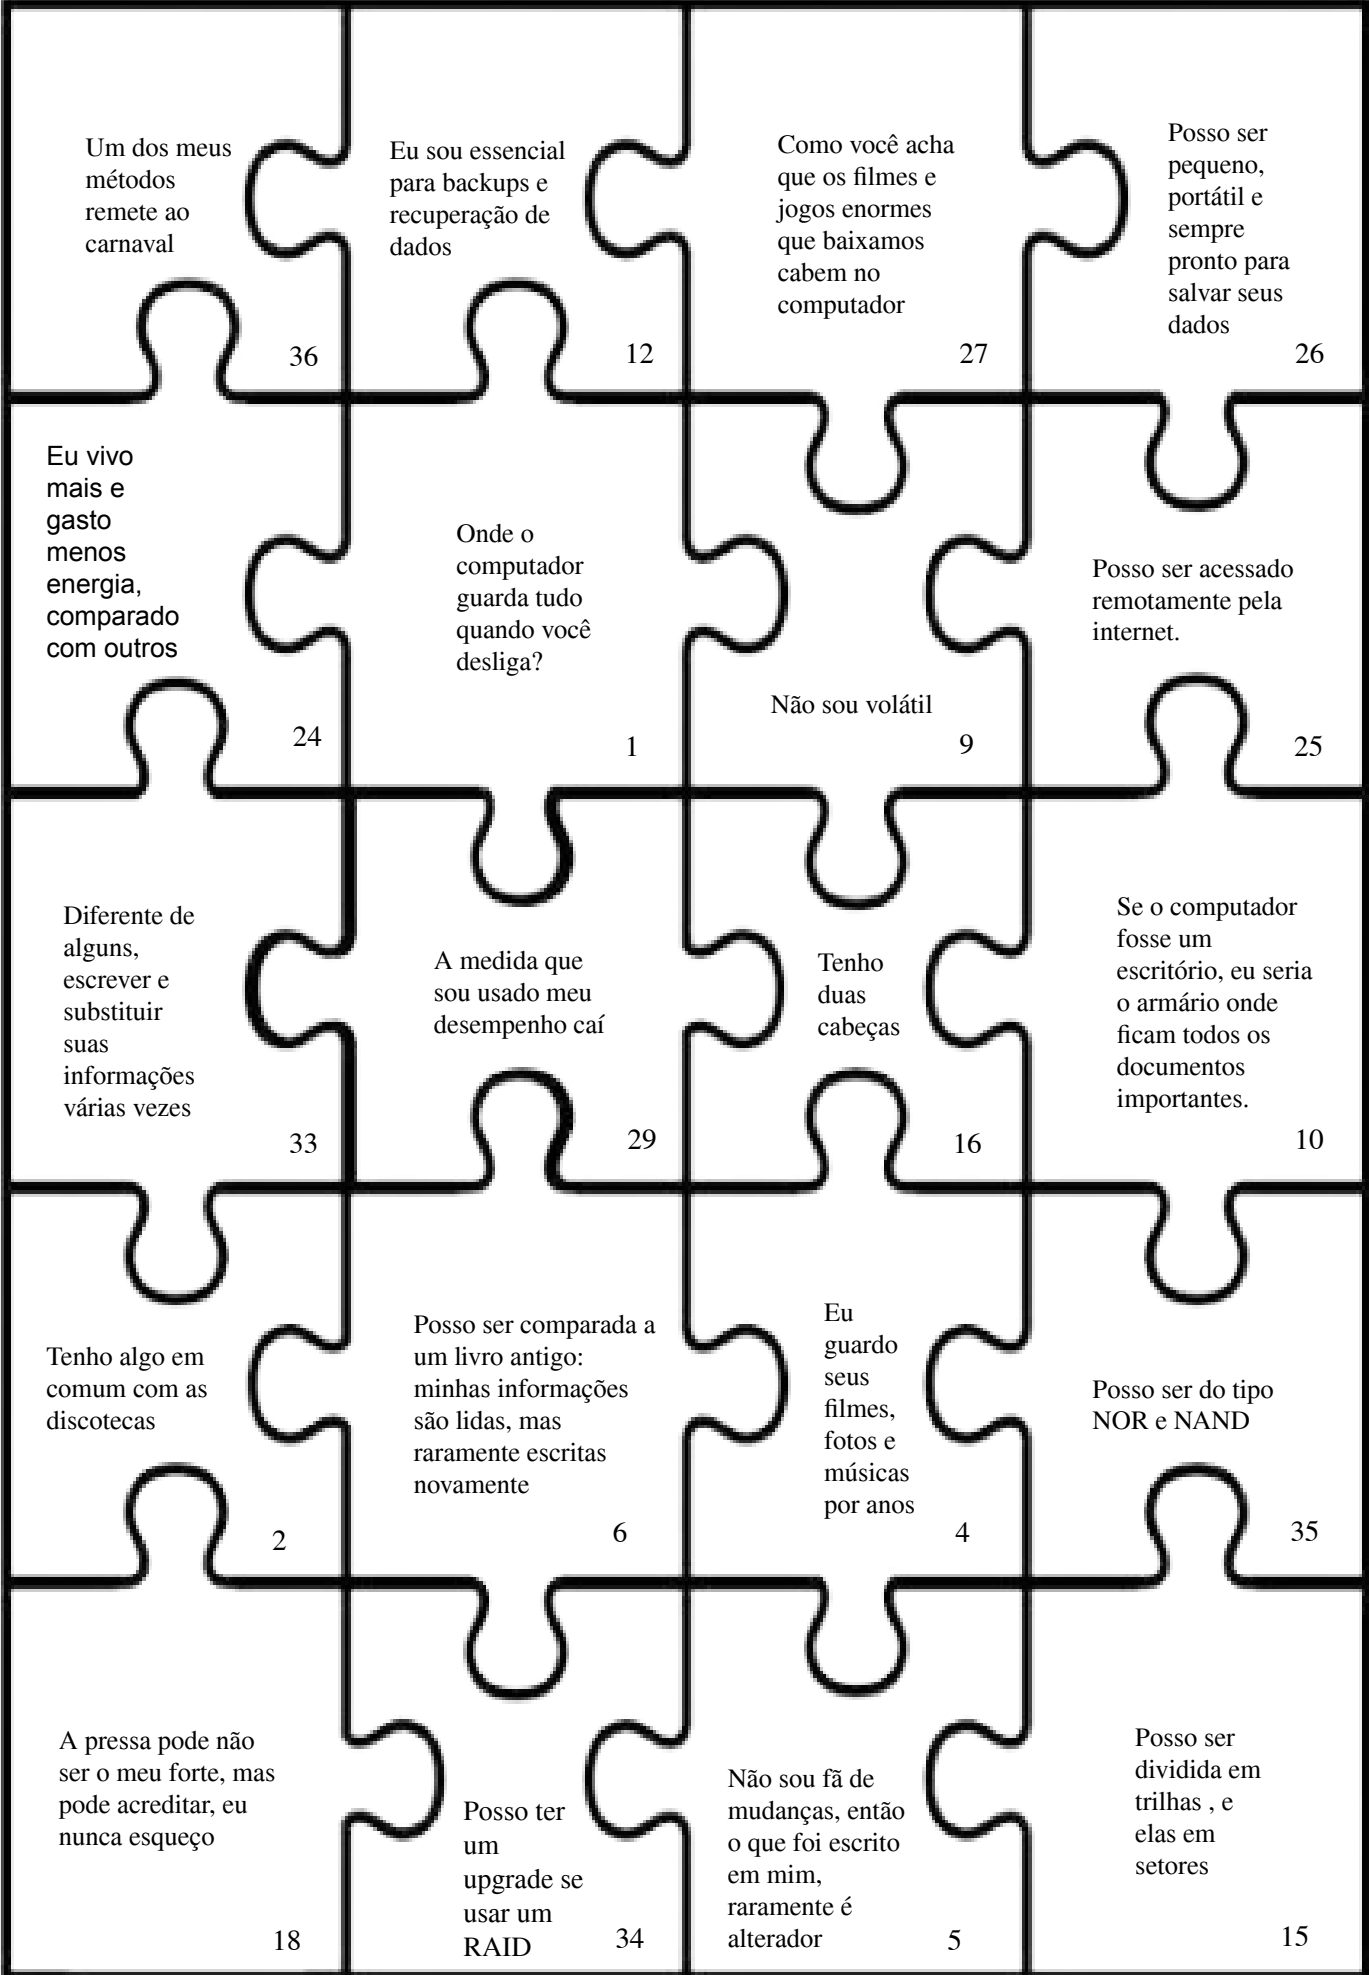 Um dos meus
métodos
remete ao
carnaval
36
Eu sou essencial
para backups e
recuperação de
dados
12
Como você acha
que os filmes e
jogos enormes
que baixamos
cabem no
computador
27
Posso ser
pequeno,
portátil e
sempre
pronto para
salvar seus
dados
26
Eu vivo
mais e
gasto
menos
energia,
comparado
com outros
24
Onde o
computador
guarda tudo
quando você
desliga?
1
Não sou volátil
9
Posso ser acessado
remotamente pela
internet.
25
Diferente de
alguns,
escrever e
substituir
suas
informações
várias vezes
33
A medida que
sou usado meu
desempenho caí
29
Tenho
duas
cabeças
16
Se o computador
fosse um
escritório, eu seria
o armário onde
ficam todos os
documentos
importantes.
10
Tenho algo em
comum com as
discotecas
2
Posso ser comparada a
um livro antigo:
minhas informações
são lidas, mas
raramente escritas
novamente
6
Eu
guardo
seus
filmes,
fotos e
músicas
por anos
4
Posso ser do tipo
NOR e NAND
35
A pressa pode não
ser o meu forte, mas
pode acreditar, eu
nunca esqueço
18
Posso ter
um
upgrade se
usar um
RAID
34
Não sou fã de
mudanças, então
o que foi escrito
em mim,
raramente é
alterador
5
Posso ser
dividida em
trilhas , e
elas em
setores
15